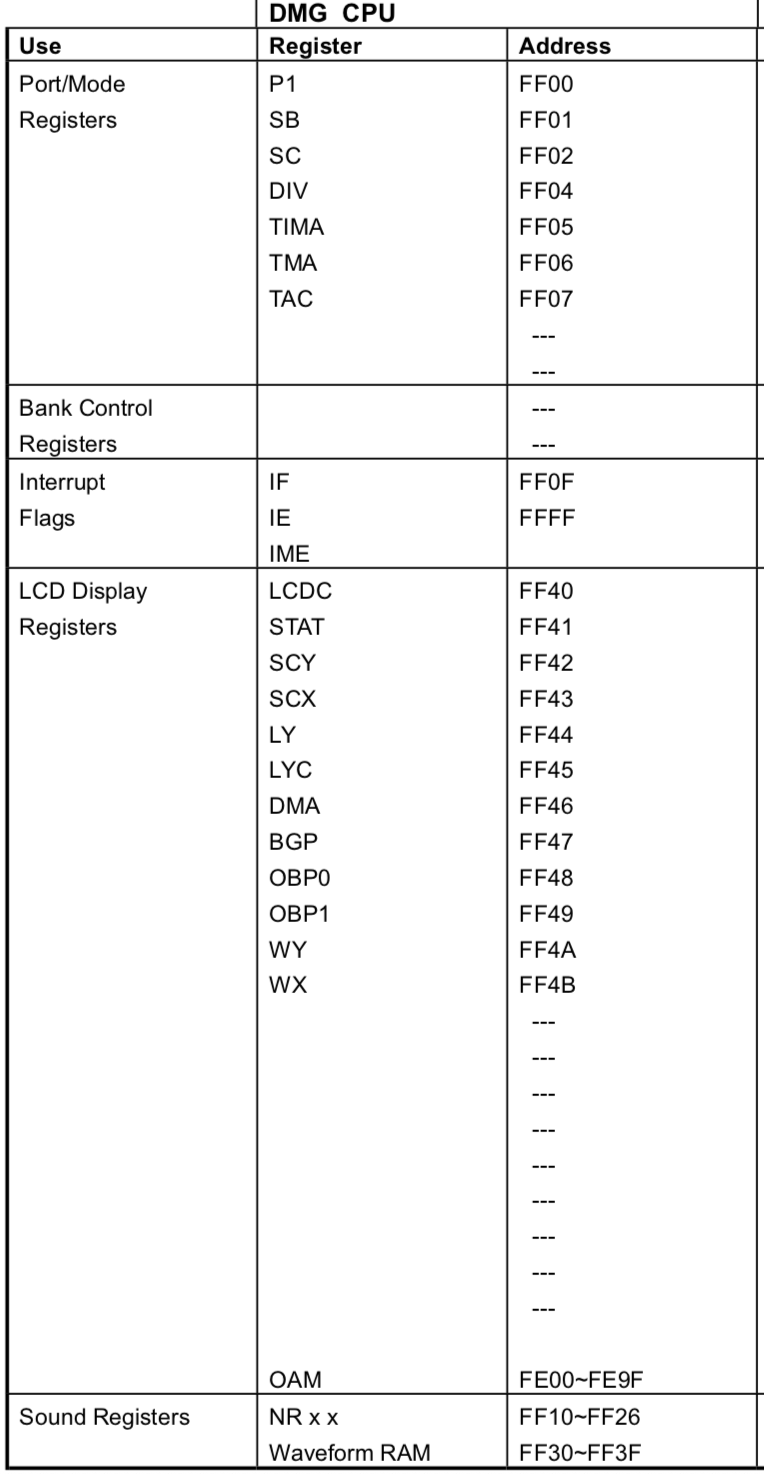 DMG CPU
Use Register Address
Port/Mode P1 FF00
Registers SB FF01
SC FF02
DIV FF04
TIMA FF05
TMA FF06
TAC FF07
---
---
Bank Control ---
Registers ---
Interrupt IF FF0F
Flags IE FFFF
IME
LCD Display LCDC FF40
Registers STAT FF41
SCY FF42
SCX FF43
LY FF44
LYC FF45
DMA FF46
BGP FF47
OBP0 FF48
OBP1 FF49
WY FF4A
WX FF4B
---
---
---
---
---
---
---
---
---
OAM FE00~FE9F
Sound Registers NR x x FF10~FF26
Waveform RAM FF30~FF3F